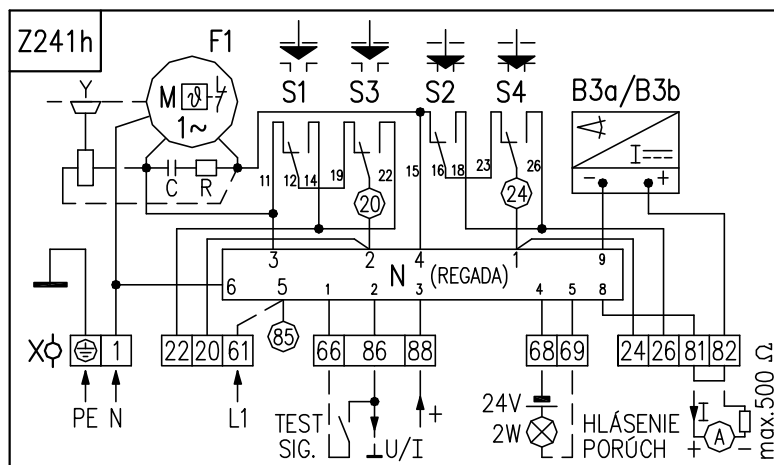 Z241h
F1
Y
M ϑ
1~
S1
S3
S2
S4
B3a/B3b
I
- +
C R
11
12
14
19
22
15
16
18
23
26
20
24
3
2
4
1
9
6
5
N (REGADA)
1
2
3
4
5
8
85
X
1
22 20 61
66 86 88
68 69
24 26 81 82
PE N
L1
TEST
SIG.
U/I
+
24V
2W
HLÁSENIE
PORÚCH
I
+ A -
max.500 Ω